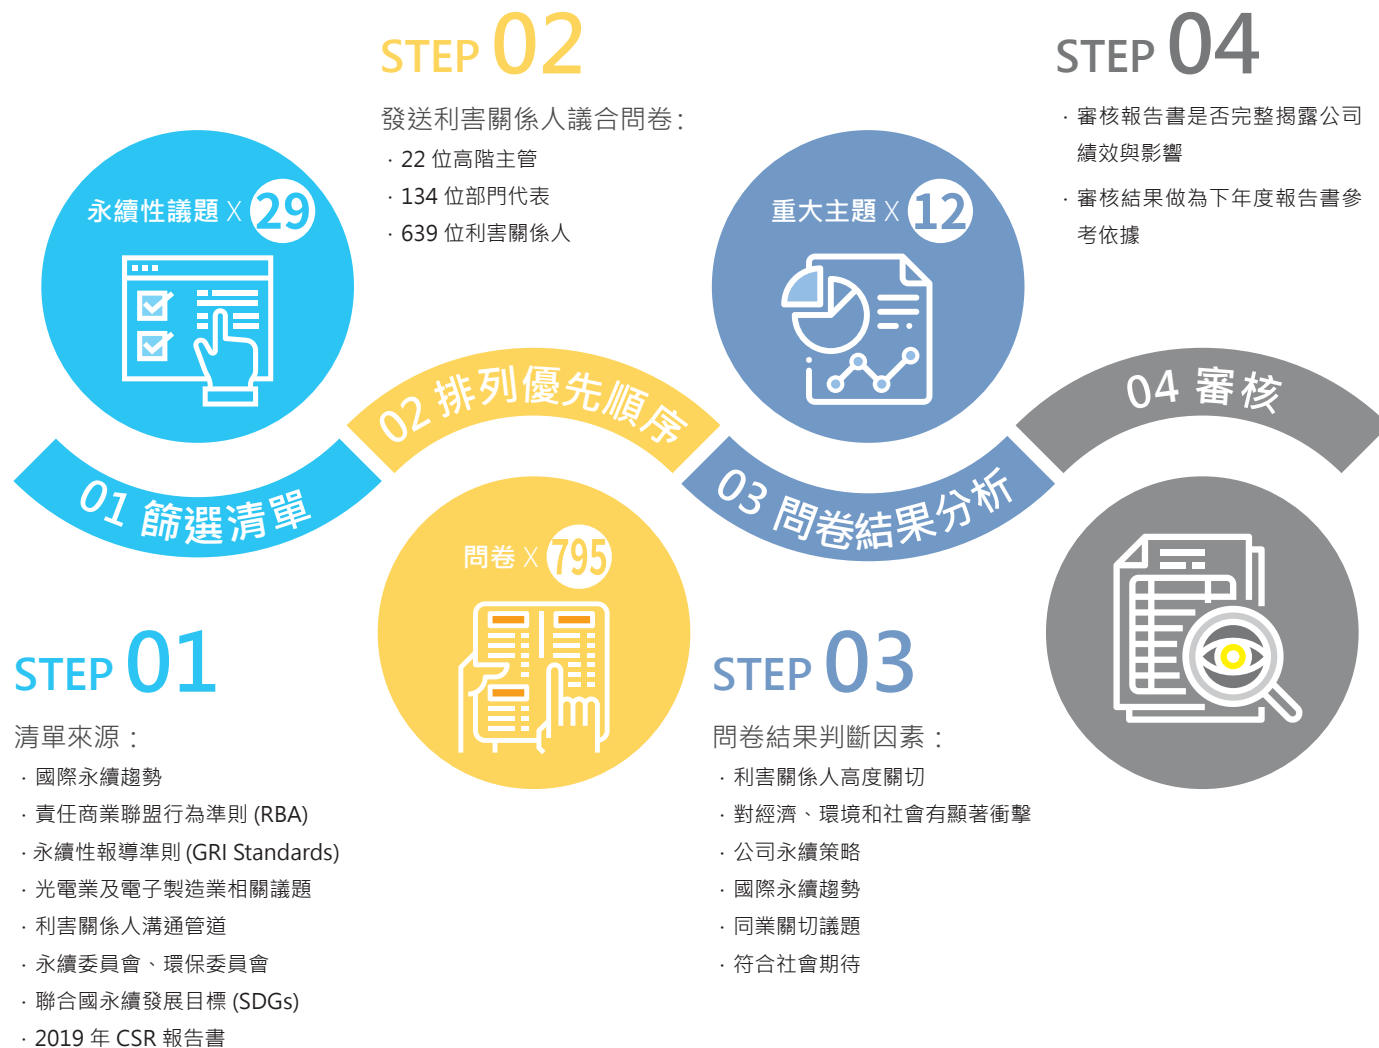 STEP 01
永續性議題 X 29
01 篩選清單
清單來源：
· 國際永續趨勢
· 責任商業聯盟行為準則 (RBA)
· 永續性報導準則 (GRI Standards)
· 光電業及電子製造業相關議題
· 利害關係人溝通管道
· 永續委員會、環保委員會
· 聯合國永續發展目標 (SDGs)
· 2019 年 CSR 報告書
STEP 02
發送利害關係人議合問卷：
· 22 位高階主管
· 134 位部門代表
· 639 位利害關係人
02 排列優先順序
問卷 X 795
STEP 03
重大主題 X 12
03 問卷結果分析
問卷結果判斷因素：
· 利害關係人高度關切
· 對經濟、環境和社會有顯著衝擊
· 公司永續策略
· 國際永續趨勢
· 同業關切議題
· 符合社會期待
STEP 04
· 審核報告書是否完整揭露公司
績效與影響
· 審核結果做為下年度報告書參
考依據
04 審核